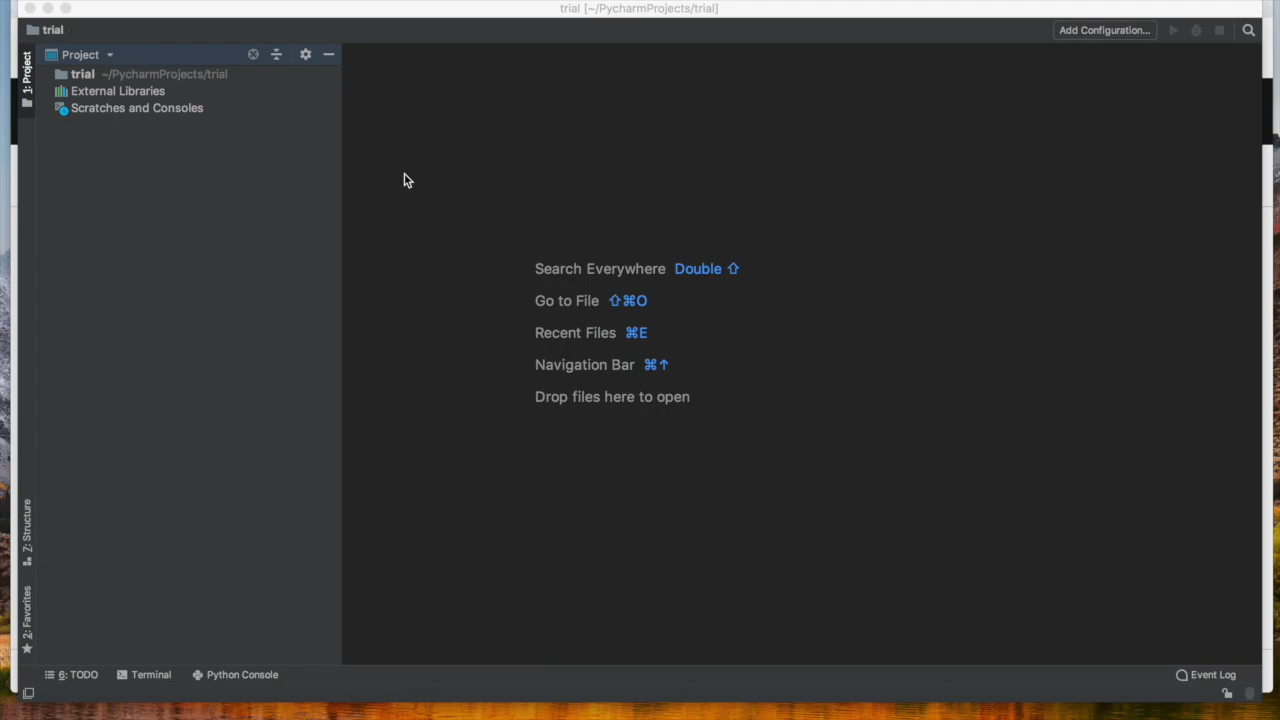 trial [~/PycharmProjects/trial]
trial
Add Configuration...
Project
1: Project
trial ~/PycharmProjects/trial
External Libraries
Scratches and Consoles
Search Everywhere Double ⇧
Go to File ⇧⌘O
Recent Files ⌘E
Navigation Bar ⌘↑
Drop files here to open
7: Structure
2: Favorites
6: TODO
Terminal
Python Console
Event Log